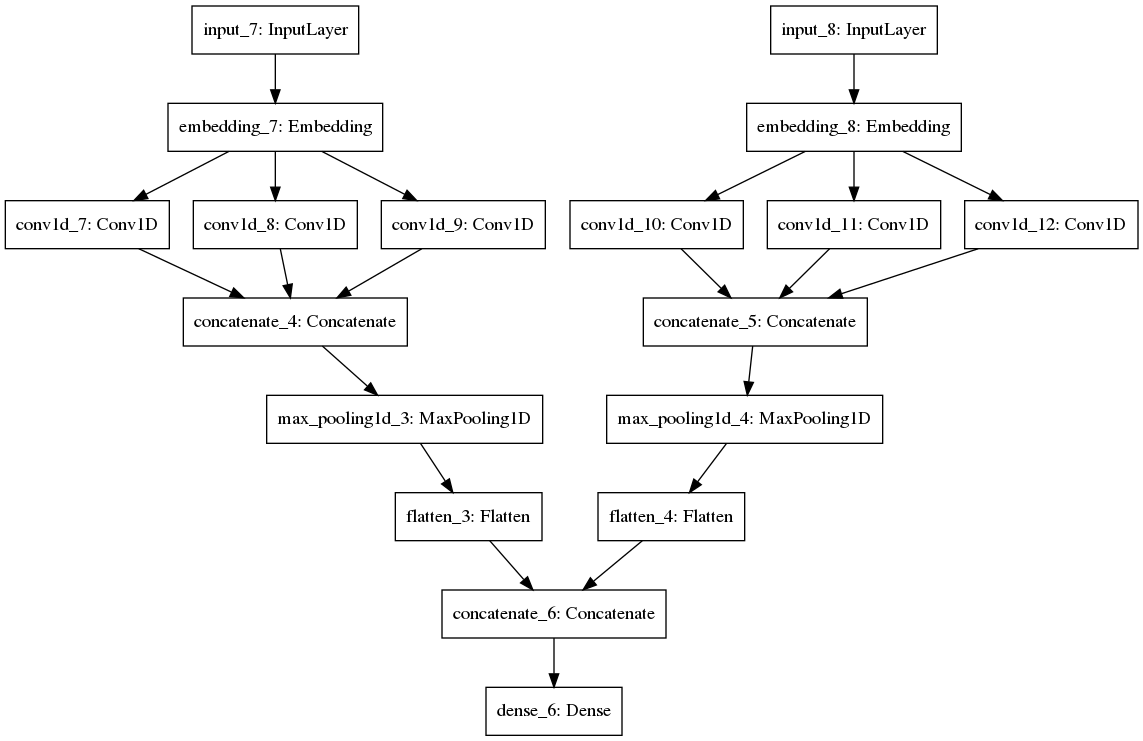 input_7: InputLayer
input_8: InputLayer
embedding_7: Embedding
embedding_8: Embedding
conv1d_7: Conv1D
conv1d_8: Conv1D
conv1d_9: Conv1D
conv1d_10: Conv1D
conv1d_11: Conv1D
conv1d_12: Conv1D
concatenate_4: Concatenate
concatenate_5: Concatenate
max_pooling1d_3: MaxPooling1D
max_pooling1d_4: MaxPooling1D
flatten_3: Flatten
flatten_4: Flatten
concatenate_6: Concatenate
dense_6: Dense